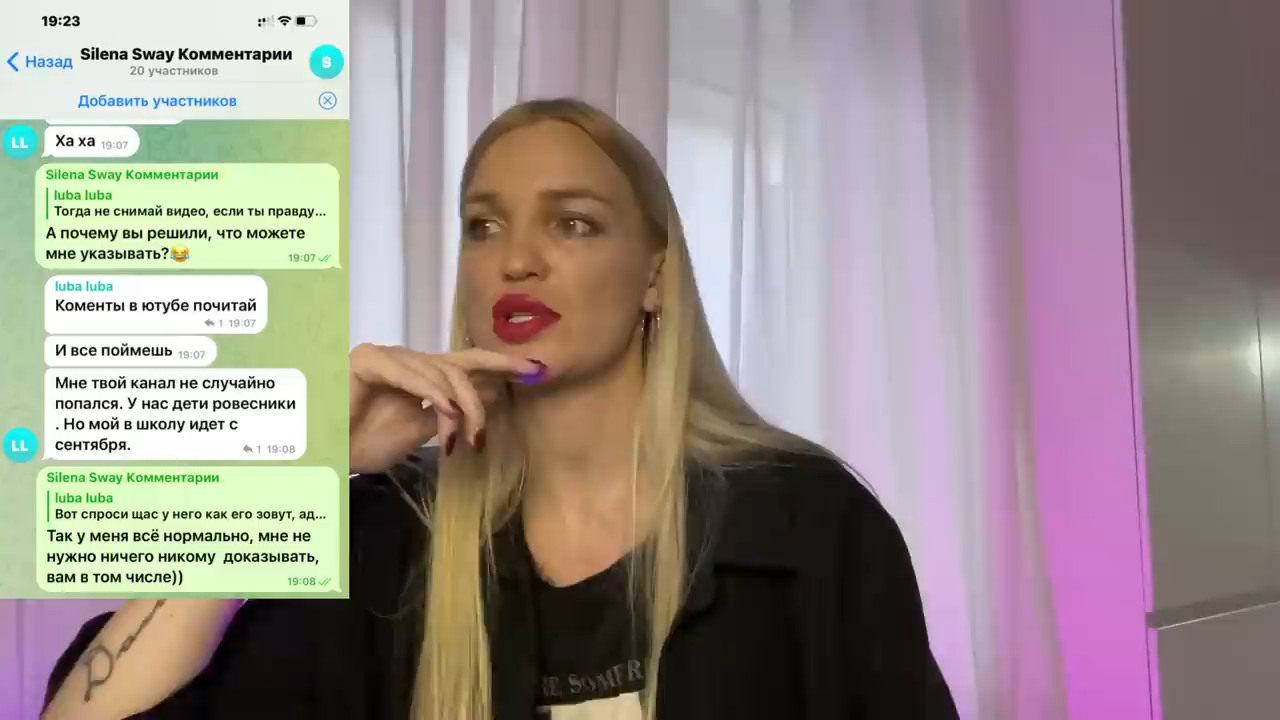 19:23
Назад
Silena Sway Комментарии
20 участников
S
Добавить участников
LL
Ха ха 19:07
Silena Sway Комментарии
luba luba
Тогда не снимай видео, если ты правду...
А почему вы решили, что можете
мне указывать?😂
19:07
luba luba
Коменты в ютубе почитай
1 19:07
И все поймешь 19:07
Мне твой канал не случайно
попался. У нас дети ровесники
. Но мой в школу идет с
сентября.
1 19:08
LL
Silena Sway Комментарии
luba luba
Вот спроси щас у него как его зовут, ад...
Так у меня всё нормально, мне не
нужно ничего никому доказывать,
вам в том числе))
19:08